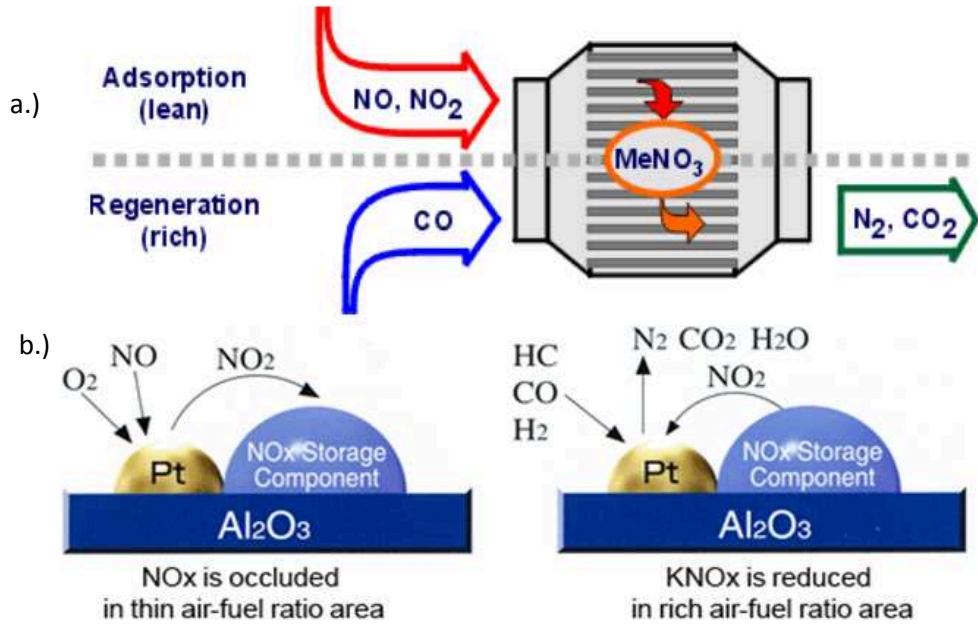 a.)
Adsorption
(lean)
NO, NO₂
MeNO₃
Regeneration
(rich)
CO
N₂, CO₂
b.)
O₂
NO
NO₂
Pt
NOx Storage
Component
Al₂O₃
NOx is occluded
in thin air-fuel ratio area
HC
CO
H₂
N₂ CO₂ H₂O
NO₂
Pt
NOx Storage
Component
Al₂O₃
KNOx is reduced
in rich air-fuel ratio area